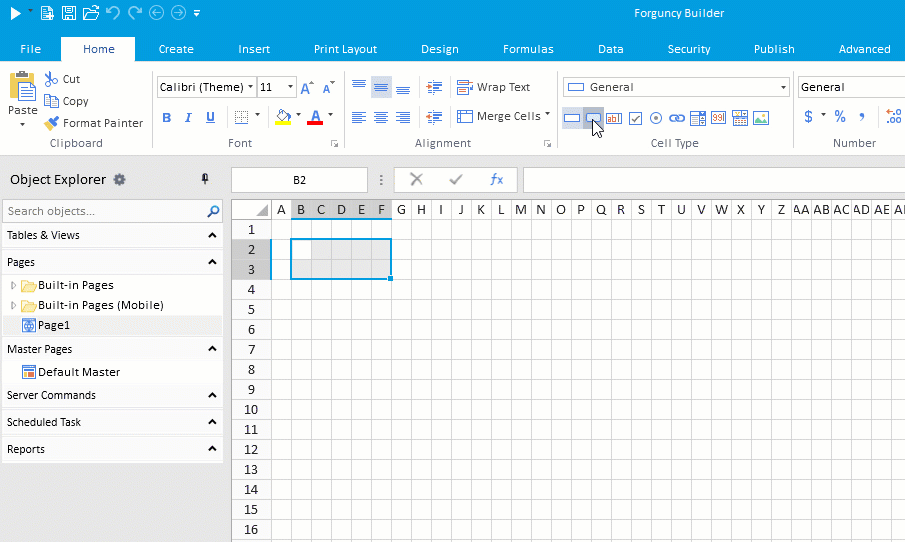 Forguncy Builder
File Home Create Insert Print Layout Design Formulas Data Security Publish Advanced
Paste
Cut
Copy
Format Painter
Clipboard
Calibri (Theme) 11 A A
B I U A
Font
Wrap Text
Merge Cells
Alignment
General
ab 99
Cell Type
General
$ % , .00
Number
Object Explorer
B2
fx
Search objects...
Tables & Views
Pages
Built-in Pages
Built-in Pages (Mobile)
Page1
Master Pages
Default Master
Server Commands
Scheduled Task
Reports
A B C D E F G H I J K L M N O P Q R S T U V W X Y Z AA AB AC AD AE
1
2
3
4
5
6
7
8
9
10
11
12
13
14
15
16